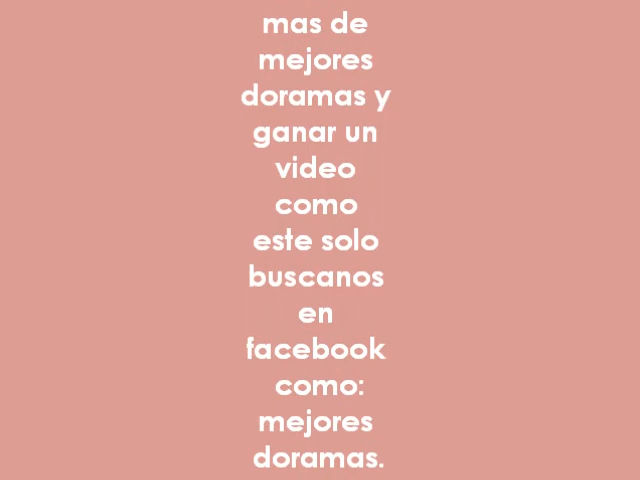 mas de
mejores
doramas y
ganar un
video
como
este solo
buscanos
en
facebook
como:
mejores
doramas.